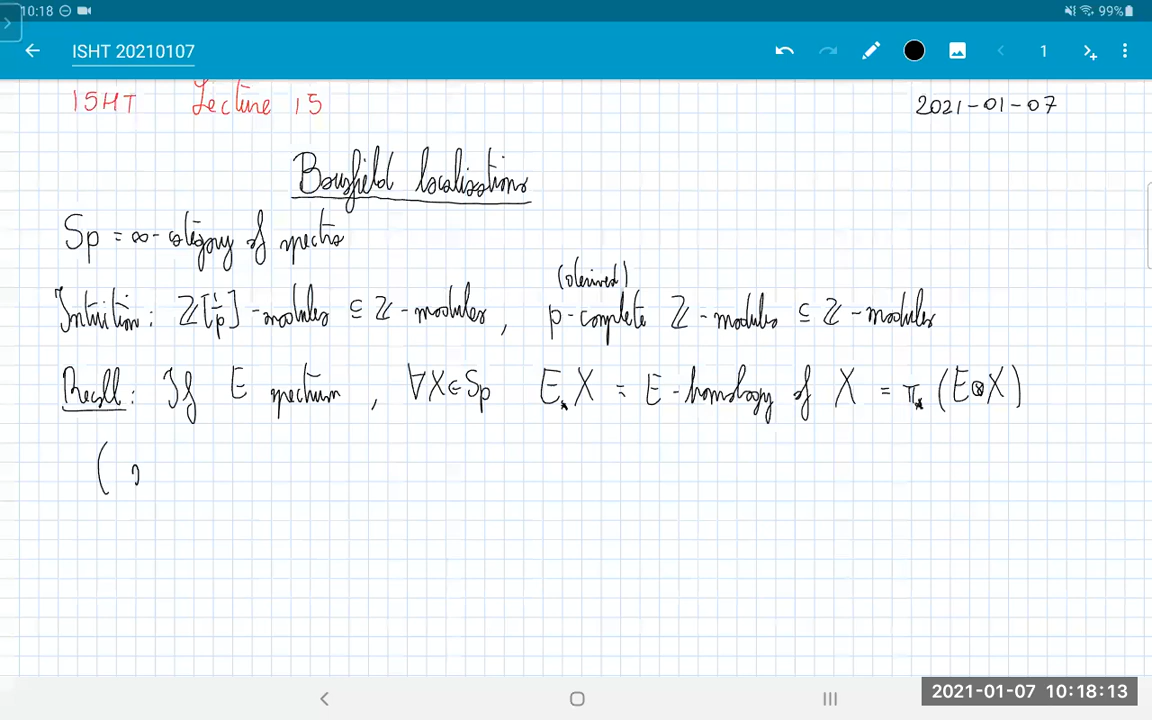 10:18 99%
ISHT 20210107 1
ISHT Lecture 15 2021-01-07
Bousfield localisations
Sp = ∞-category of spectra
(derived)
Intuition: ℤ[1/p]-modules ⊆ ℤ-modules, p-complete ℤ-modules ⊆ ℤ-modules
Recall: If E spectrum, ∀X∈Sp E_*X = E-homology of X = π_*(E⊗X)
(
2021-01-07 10:18:13